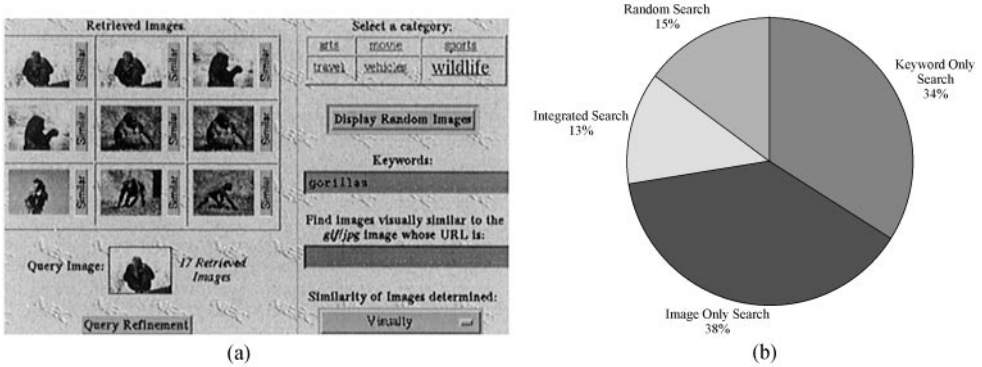 Retrieved Images
Similar
Similar
Similar
Similar
Similar
Similar
Similar
Similar
Similar
Query Image:
17 Retrieved
Images
Query Refinement
Select a category:
arts movie sports
travel vehicles wildlife
Display Random Images
Keywords:
gorillas
Find images visually similar to the
gif/jpg image whose URL is:
Similarity of Images determined:
Visually
(a)
Random Search
15%
Keyword Only
Search
34%
Integrated Search
13%
Image Only Search
38%
(b)